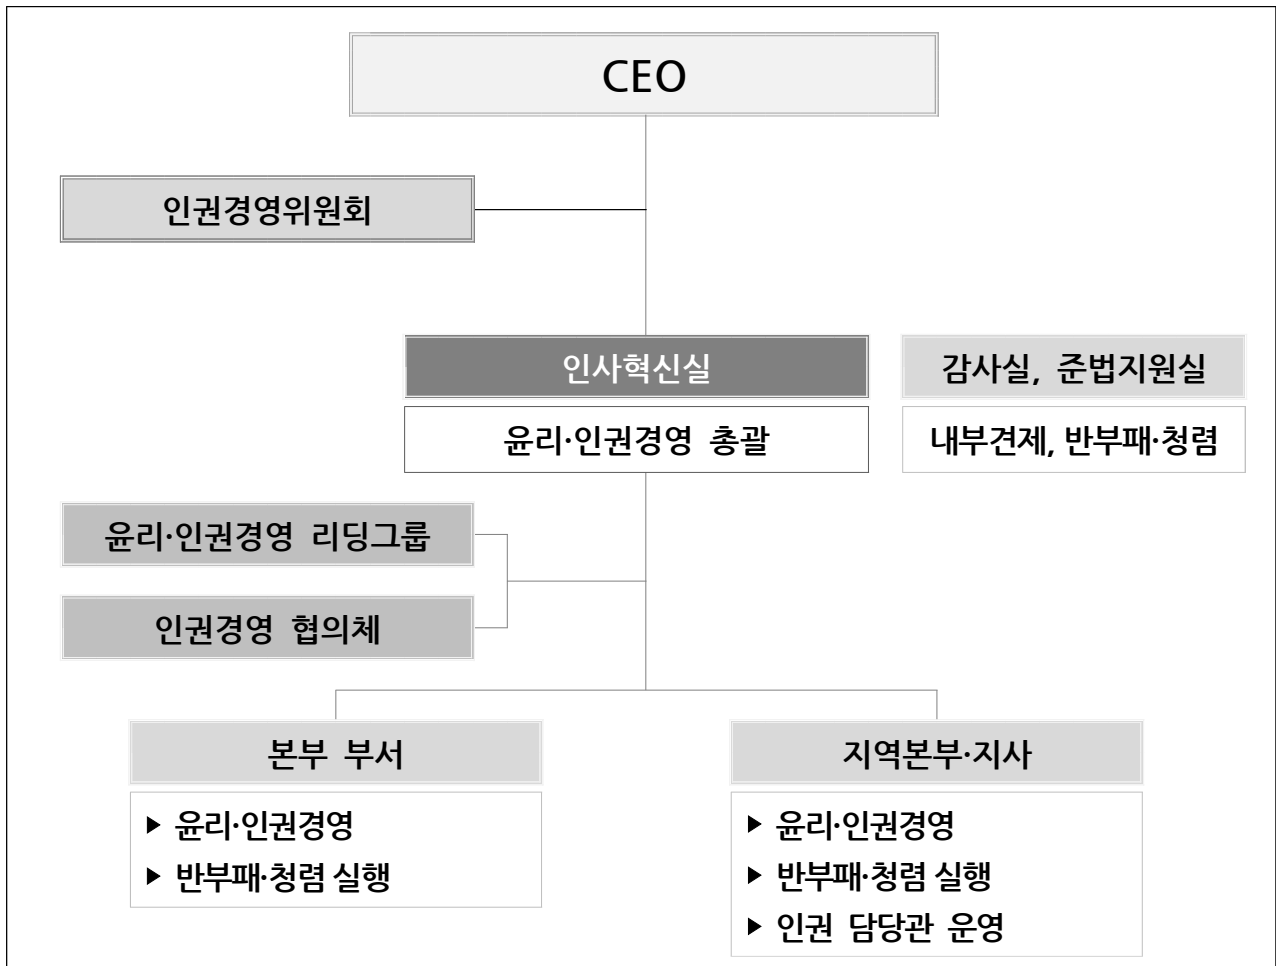 CEO
인권경영위원회
인사혁신실
감사실, 준법지원실
윤리·인권경영 총괄
내부견제, 반부패·청렴
윤리·인권경영 리딩그룹
인권경영 협의체
본부 부서
지역본부·지사
▶ 윤리·인권경영
▶ 반부패·청렴 실행
▶ 윤리·인권경영
▶ 반부패·청렴 실행
▶ 인권 담당관 운영